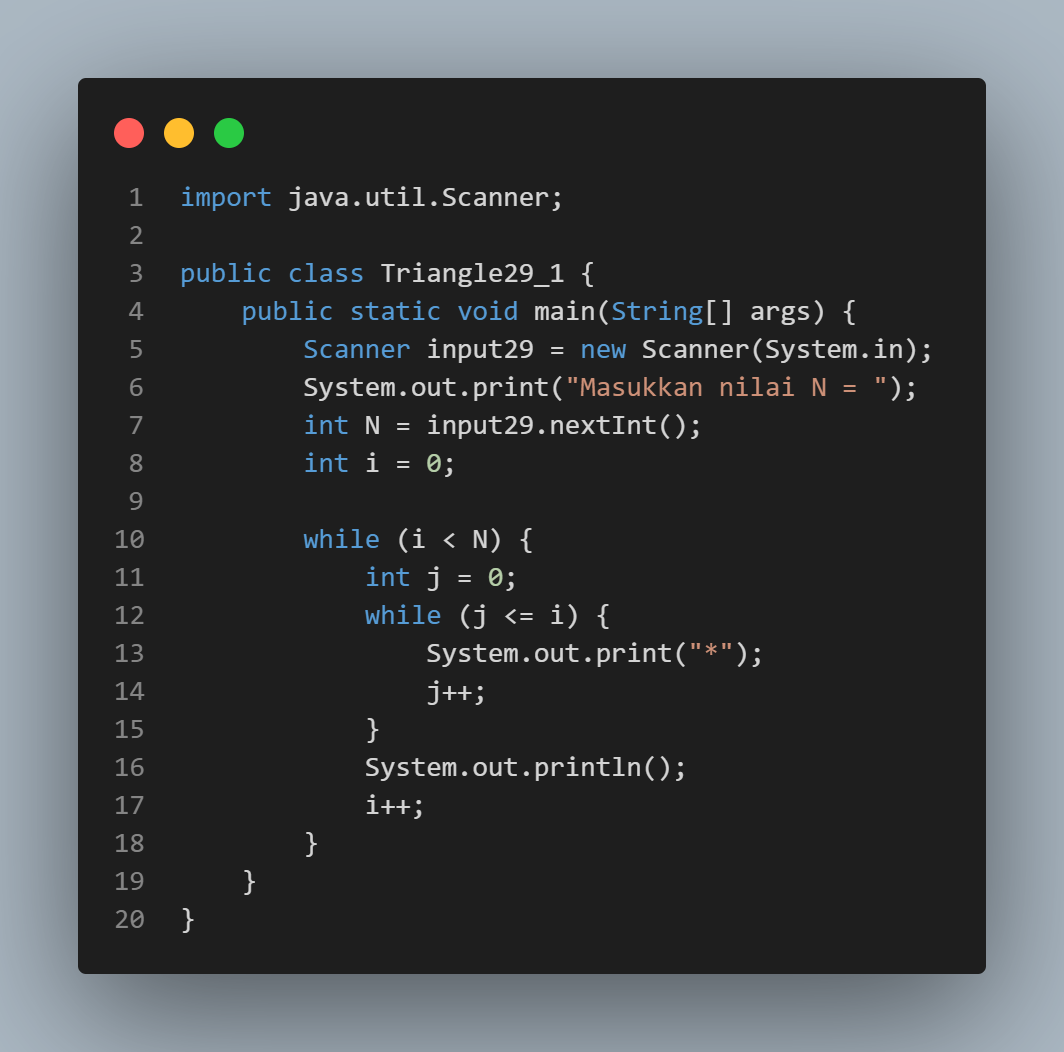 1 import java.util.Scanner;
2
3 public class Triangle29_1 {
4     public static void main(String[] args) {
5         Scanner input29 = new Scanner(System.in);
6         System.out.print("Masukkan nilai N = ");
7         int N = input29.nextInt();
8         int i = 0;
9
10         while (i < N) {
11             int j = 0;
12             while (j <= i) {
13                 System.out.print("*");
14                 j++;
15             }
16             System.out.println();
17             i++;
18         }
19     }
20 }